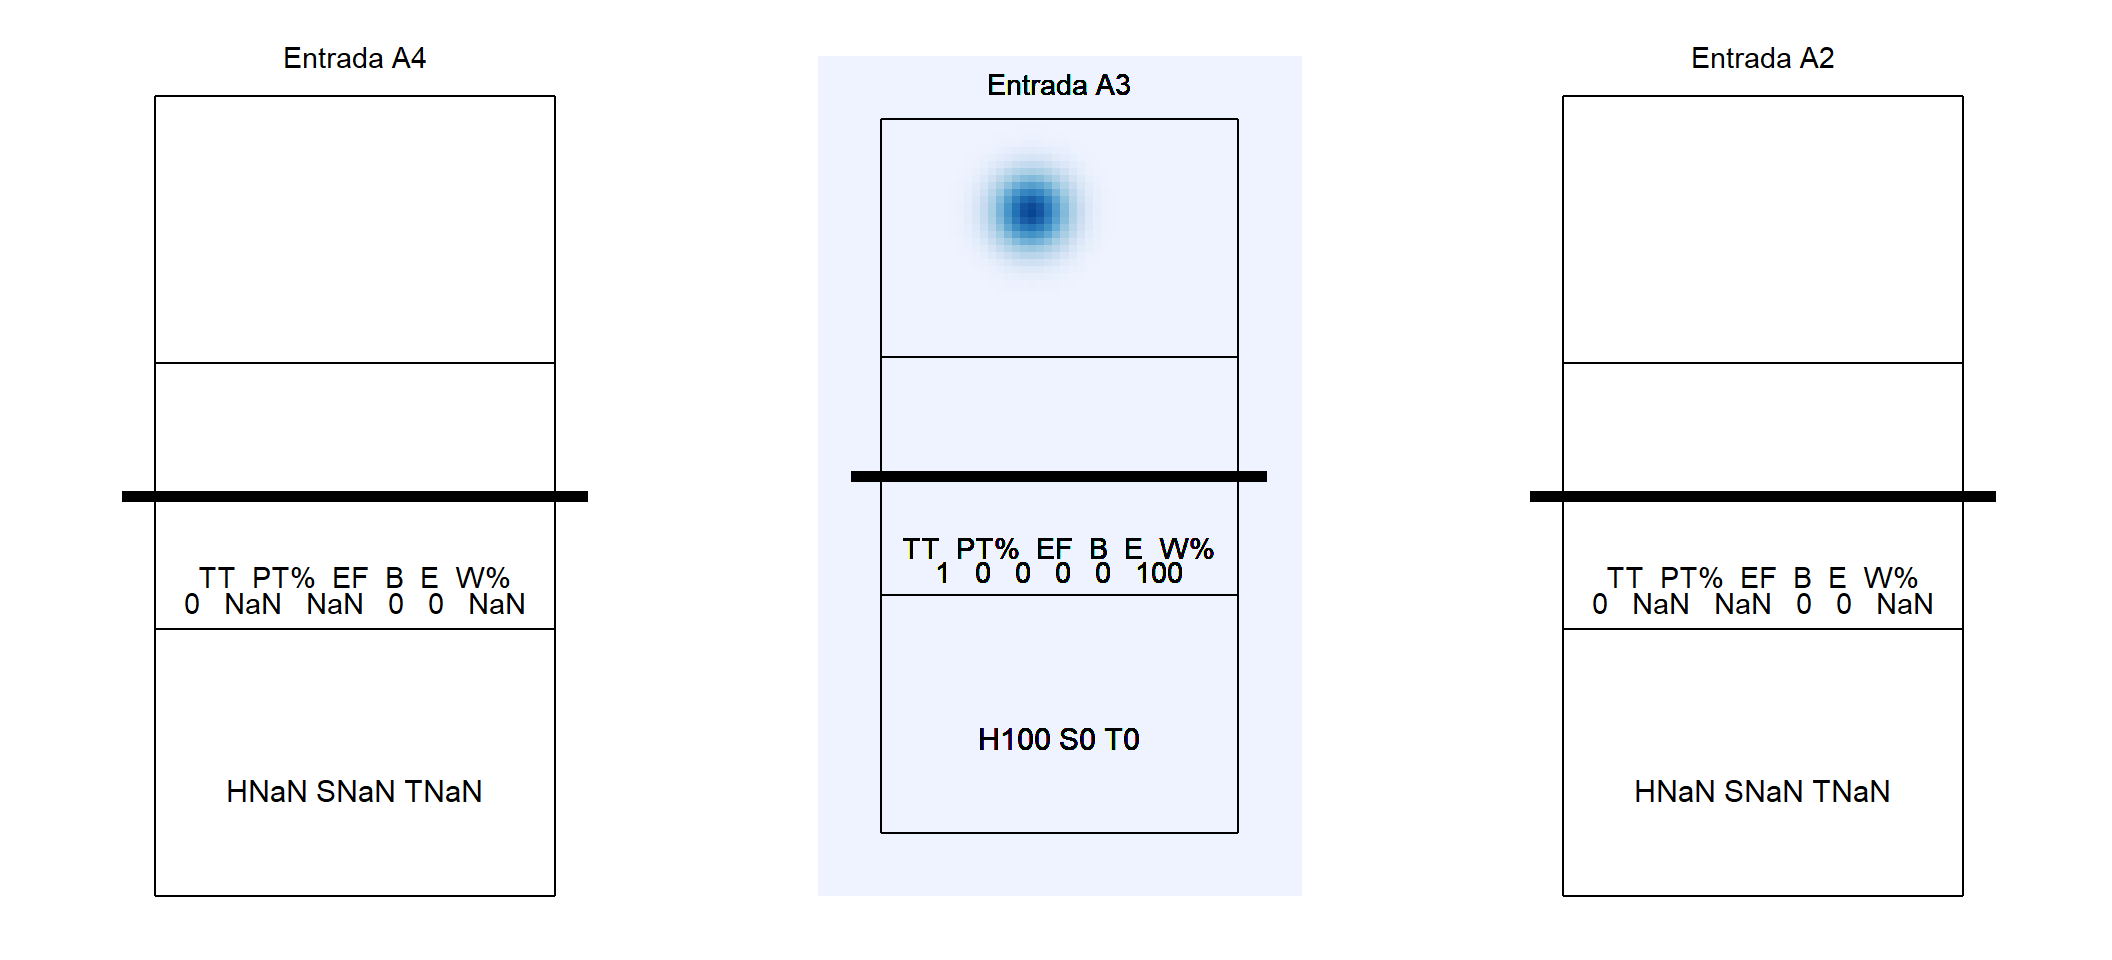 Entrada A4
TT PT% EF B E W%
0 NaN NaN 0 0 NaN
HNaN SNaN TNaN
Entrada A3
TT PT% EF B E W%
1 0 0 0 0 100
H100 S0 T0
Entrada A2
TT PT% EF B E W%
0 NaN NaN 0 0 NaN
HNaN SNaN TNaN